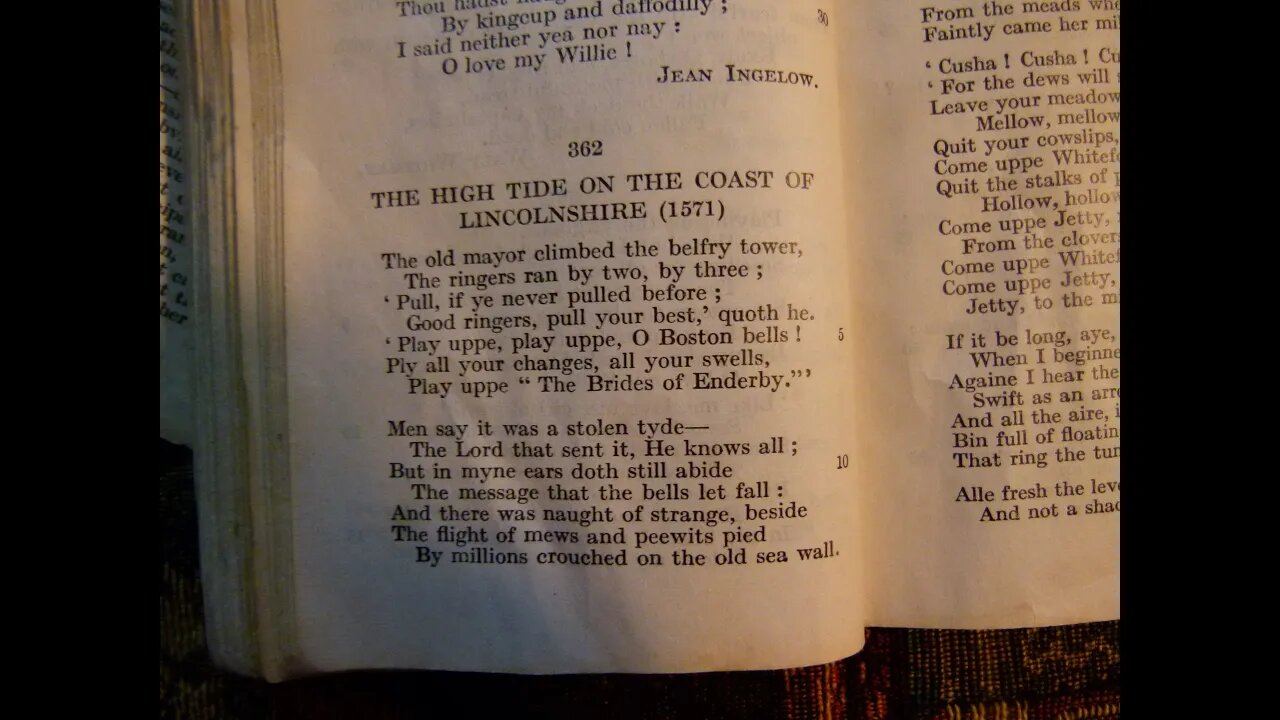 Thou hadst
By kingcup and daffodilly ;
I said neither yea nor nay : 30
O love my Willie !
JEAN INGELOW.
362
THE HIGH TIDE ON THE COAST OF
LINCOLNSHIRE (1571)
The old mayor climbed the belfry tower,
The ringers ran by two, by three ;
‘ Pull, if ye never pulled before ;
Good ringers, pull your best,’ quoth he.
‘ Play uppe, play uppe, O Boston bells ! 5
Ply all your changes, all your swells,
Play uppe “ The Brides of Enderby.” ’
Men say it was a stolen tyde—
The Lord that sent it, He knows all ;
But in myne ears doth still abide 10
The message that the bells let fall :
And there was naught of strange, beside
The flight of mews and peewits pied
By millions crouched on the old sea wall.
From the meads
Faintly came her
‘ Cusha ! Cusha !
‘ For the dews will
Leave your
Mellow,
Quit your cowslips,
Come uppe
Quit the stalks of
Hollow,
Come uppe Jetty,
From the
Come uppe
Come uppe Jetty,
Jetty, to the
If it be long, aye,
When I
Againe I hear the
Swift as an
And all the aire,
Bin full of
That ring the
Alle fresh the
And not a